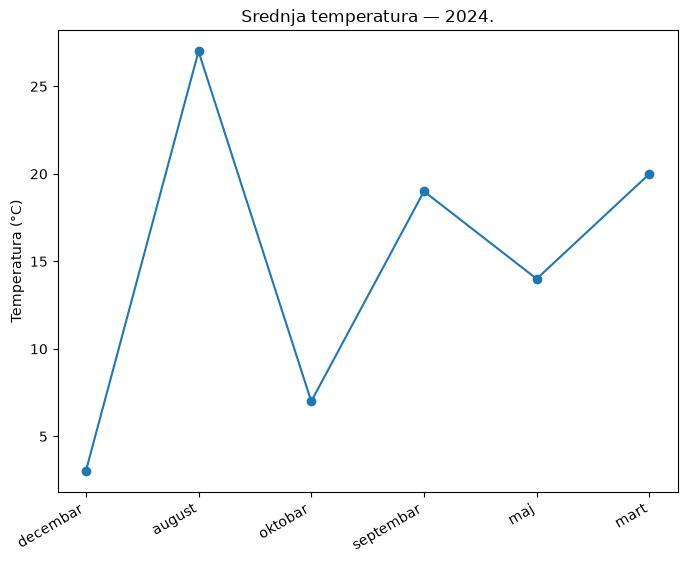 Srednja temperatura — 2024.
Temperatura (°C)
25
20
15
10
5
decembar
august
oktobar
septembar
maj
mart